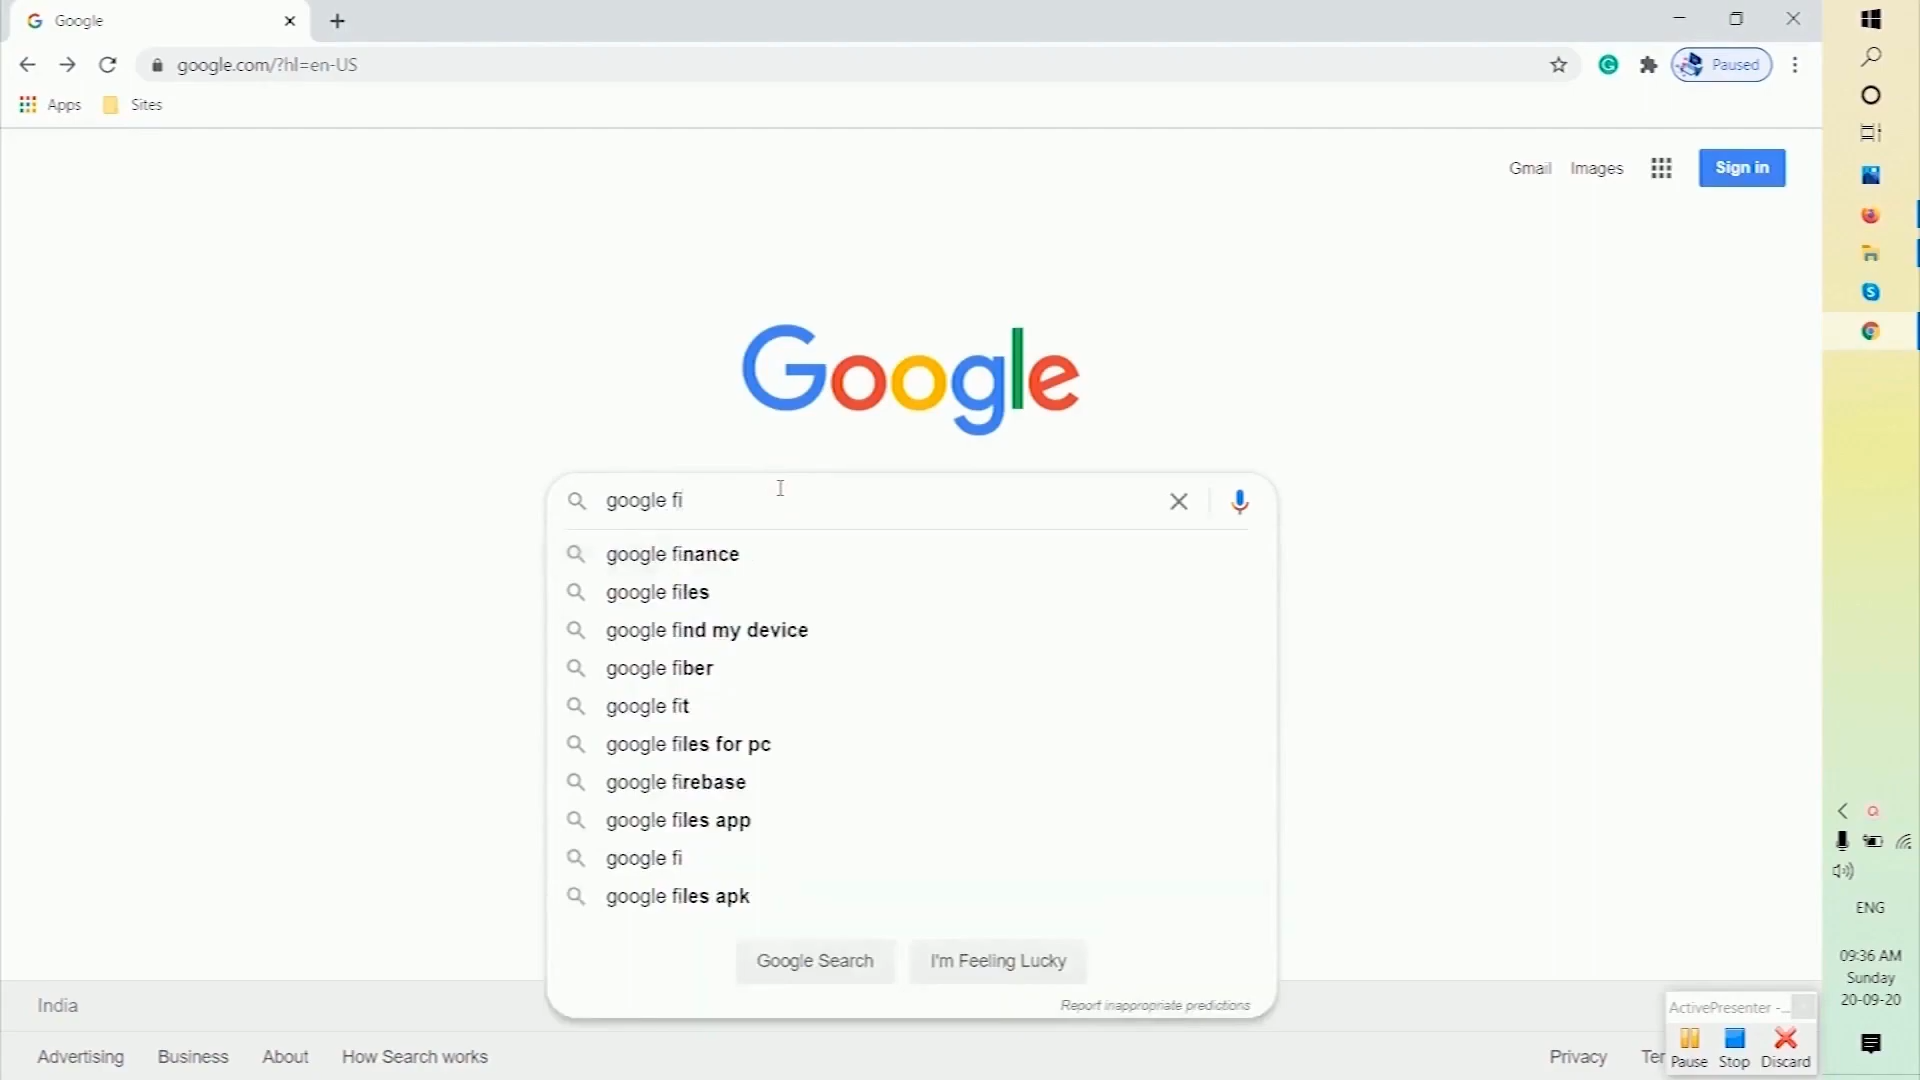 Google
google.com/?hl=en-US
Paused
Apps
Sites
Gmail
Images
Sign in
Google
google fi
google finance
google files
google find my device
google fiber
google fit
google files for pc
google firebase
google files app
google fi
google files apk
Google Search
I'm Feeling Lucky
Report inappropriate predictions
India
Advertising
Business
About
How Search works
Privacy
ActivePresenter -...
Pause
Stop
Discard
ENG
09:36 AM
Sunday
20-09-20